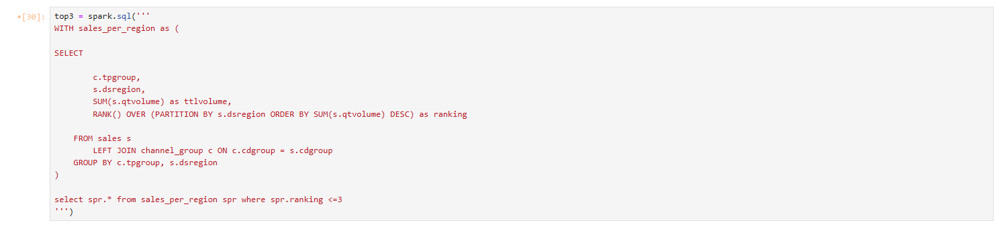 •[30]: top3 = spark.sql('''
WITH sales_per_region as (
SELECT
c.tpgroup,
s.dsregion,
SUM(s.qtvolume) as ttlvolume,
RANK() OVER (PARTITION BY s.dsregion ORDER BY SUM(s.qtvolume) DESC) as ranking
FROM sales s
LEFT JOIN channel_group c ON c.cdgroup = s.cdgroup
GROUP BY c.tpgroup, s.dsregion
)
select spr.* from sales_per_region spr where spr.ranking <=3
''')